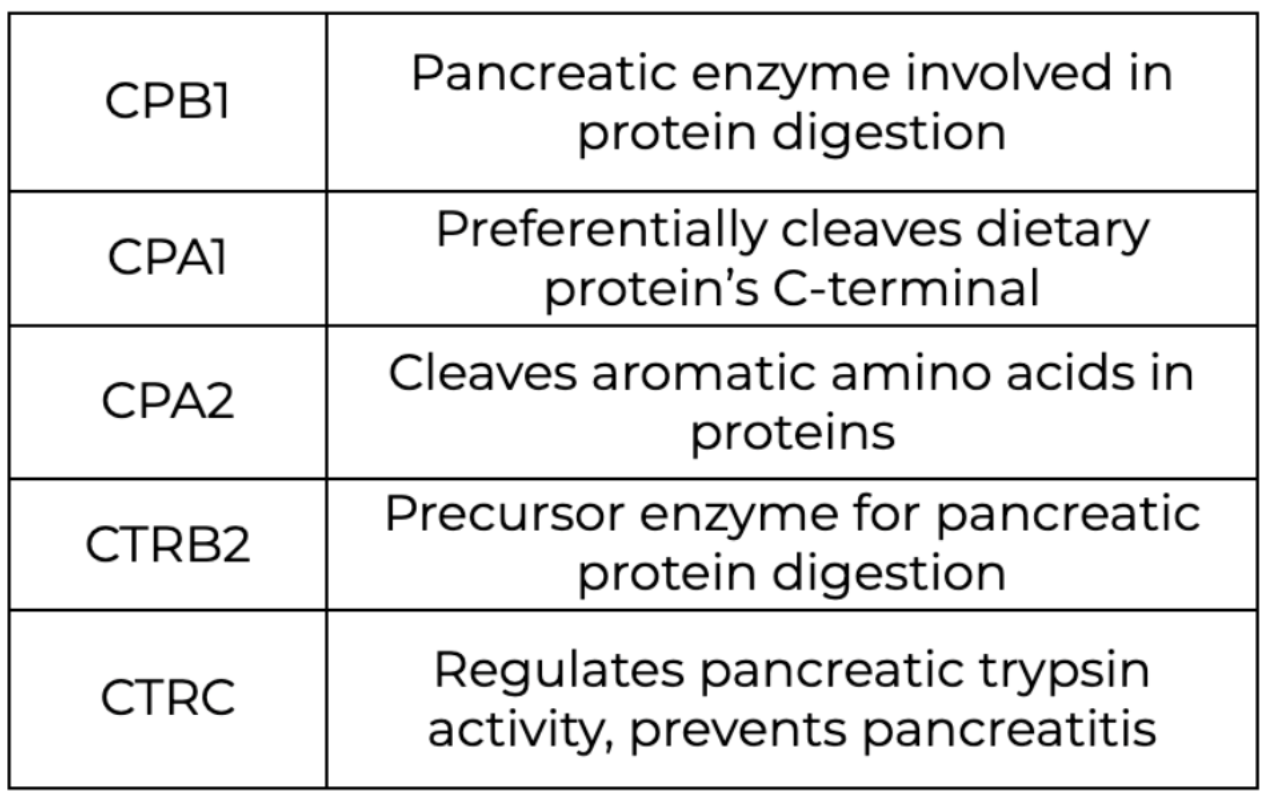 CPB1
Pancreatic enzyme involved in
protein digestion
CPA1
Preferentially cleaves dietary
protein’s C-terminal
CPA2
Cleaves aromatic amino acids in
proteins
CTRB2
Precursor enzyme for pancreatic
protein digestion
CTRC
Regulates pancreatic trypsin
activity, prevents pancreatitis